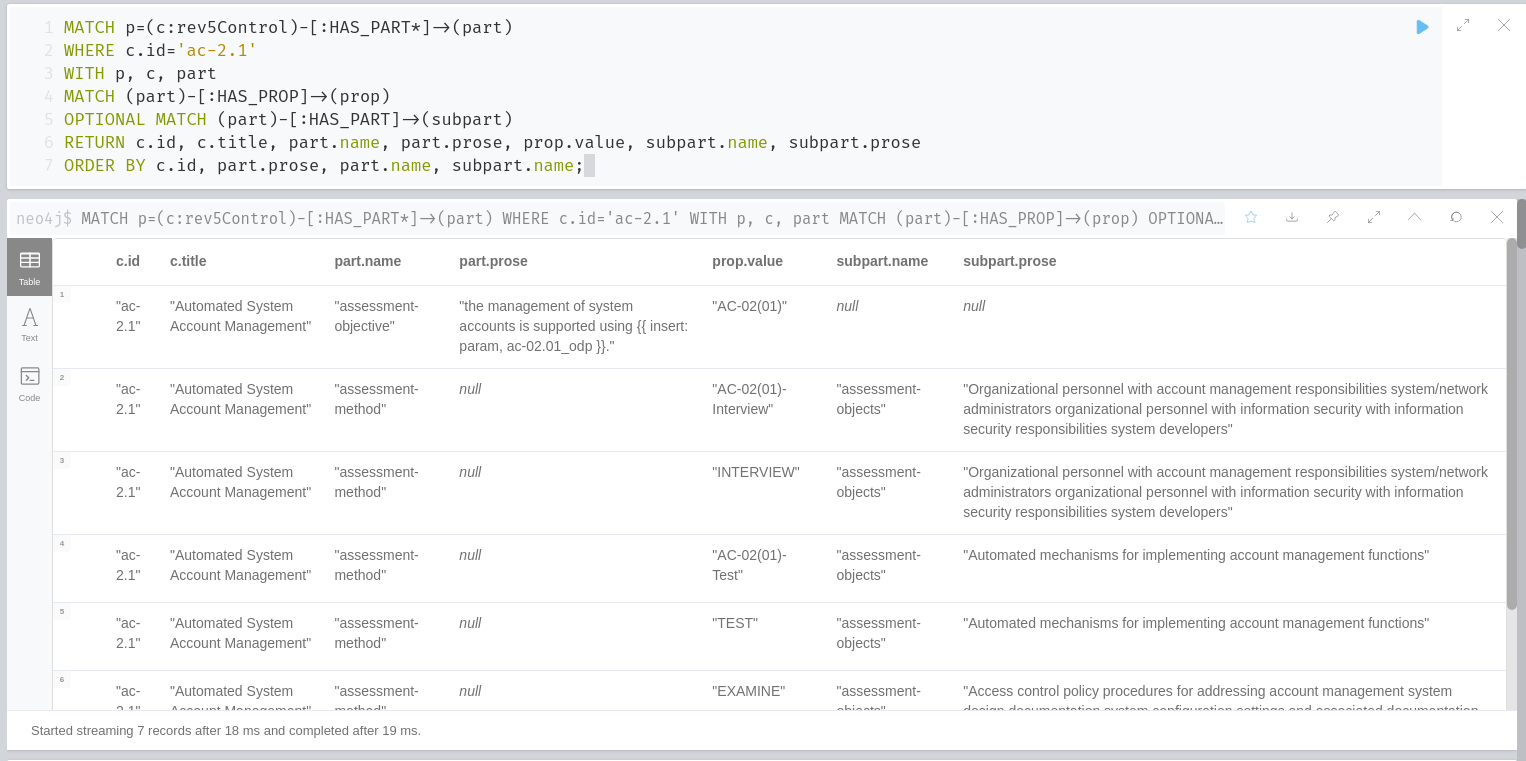 1 MATCH p=(c:rev5Control)-[:HAS_PART*]->(part)
2 WHERE c.id='ac-2.1'
3 WITH p, c, part
4 MATCH (part)-[:HAS_PROP]->(prop)
5 OPTIONAL MATCH (part)-[:HAS_PART]->(subpart)
6 RETURN c.id, c.title, part.name, part.prose, prop.value, subpart.name, subpart.prose
7 ORDER BY c.id, part.prose, part.name, subpart.name;
neo4j$ MATCH p=(c:rev5Control)-[:HAS_PART*]->(part) WHERE c.id='ac-2.1' WITH p, c, part MATCH (part)-[:HAS_PROP]->(prop) OPTIONA…
Table
Text
Code
c.id c.title part.name part.prose prop.value subpart.name subpart.prose
1
"ac- "Automated System "assessment- "the management of system "AC-02(01)" null null
2.1" Account Management" objective" accounts is supported using {{ insert:
param, ac-02.01_odp }}."
2
"ac- "Automated System "assessment- null "AC-02(01)- "assessment- "Organizational personnel with account management responsibilities system/network
2.1" Account Management" method" Interview" objects" administrators organizational personnel with information security with information
security responsibilities system developers"
3
"ac- "Automated System "assessment- null "INTERVIEW" "assessment- "Organizational personnel with account management responsibilities system/network
2.1" Account Management" method" objects" administrators organizational personnel with information security with information
security responsibilities system developers"
4
"ac- "Automated System "assessment- null "AC-02(01)- "assessment- "Automated mechanisms for implementing account management functions"
2.1" Account Management" method" Test" objects"
5
"ac- "Automated System "assessment- null "TEST" "assessment- "Automated mechanisms for implementing account management functions"
2.1" Account Management" method" objects"
6
"ac- "Automated System "assessment- null "EXAMINE" "assessment- "Access control policy procedures for addressing account management system
2.1" Account Management" method" objects" design documentation system configuration settings and associated documentation
Started streaming 7 records after 18 ms and completed after 19 ms.